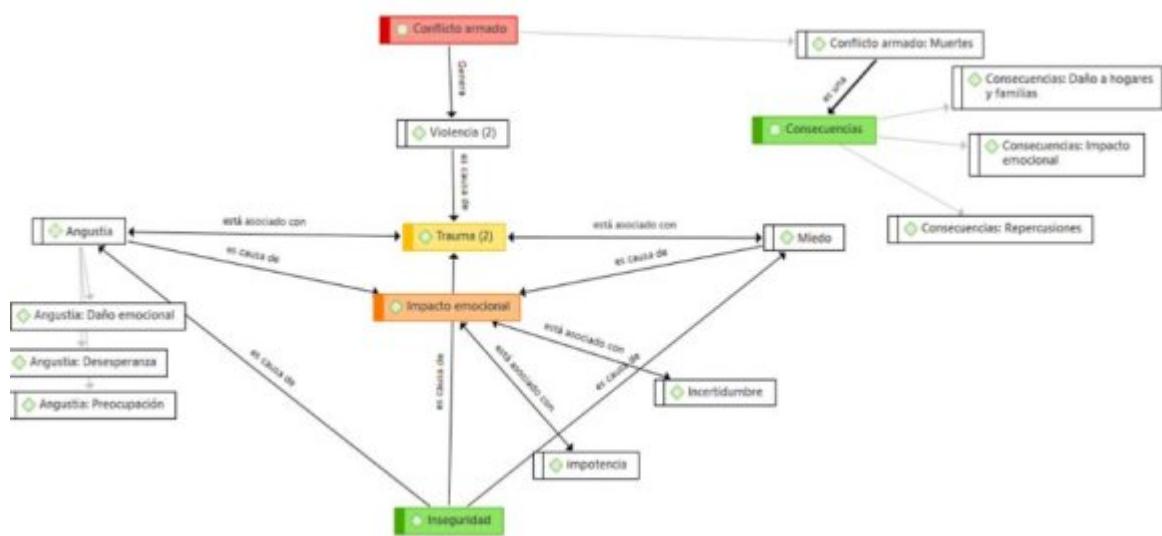 Conflicto armado
Conflicto armado: Muertes
Genera
es una
Consecuencias: Daño a hogares
y familias
Violencia (2)
Consecuencias
Consecuencias: Impacto
emocional
es causa de
Angustia
está asociado con
Trauma (2)
está asociado con
Miedo
Consecuencias: Repercusiones
es causa de
es causa de
Angustia: Daño emocional
Impacto emocional
está asociado con
Angustia: Desesperanza
es causa de
es causa de
está asociado con
es causa de
Incertidumbre
Angustia: Preocupación
impotencia
Inseguridad